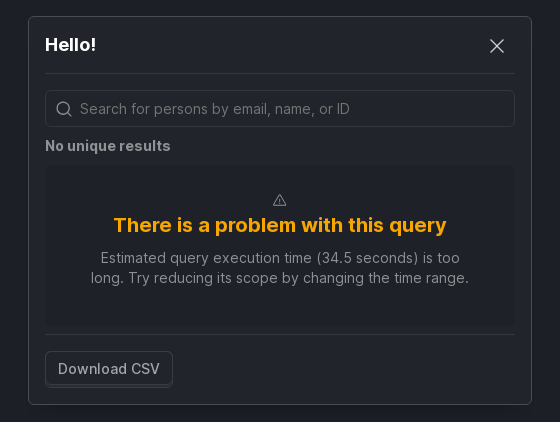 Hello!
Search for persons by email, name, or ID
No unique results
There is a problem with this query
Estimated query execution time (34.5 seconds) is too
long. Try reducing its scope by changing the time range.
Download CSV